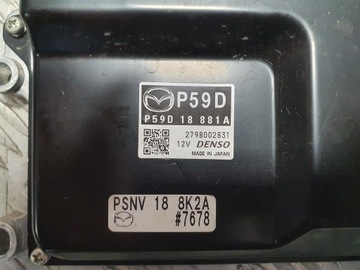 P59D
P59D 18 881A
2798002831
12V DENSO
MADE IN JAPAN
PSNV 18 8K2A
#7678